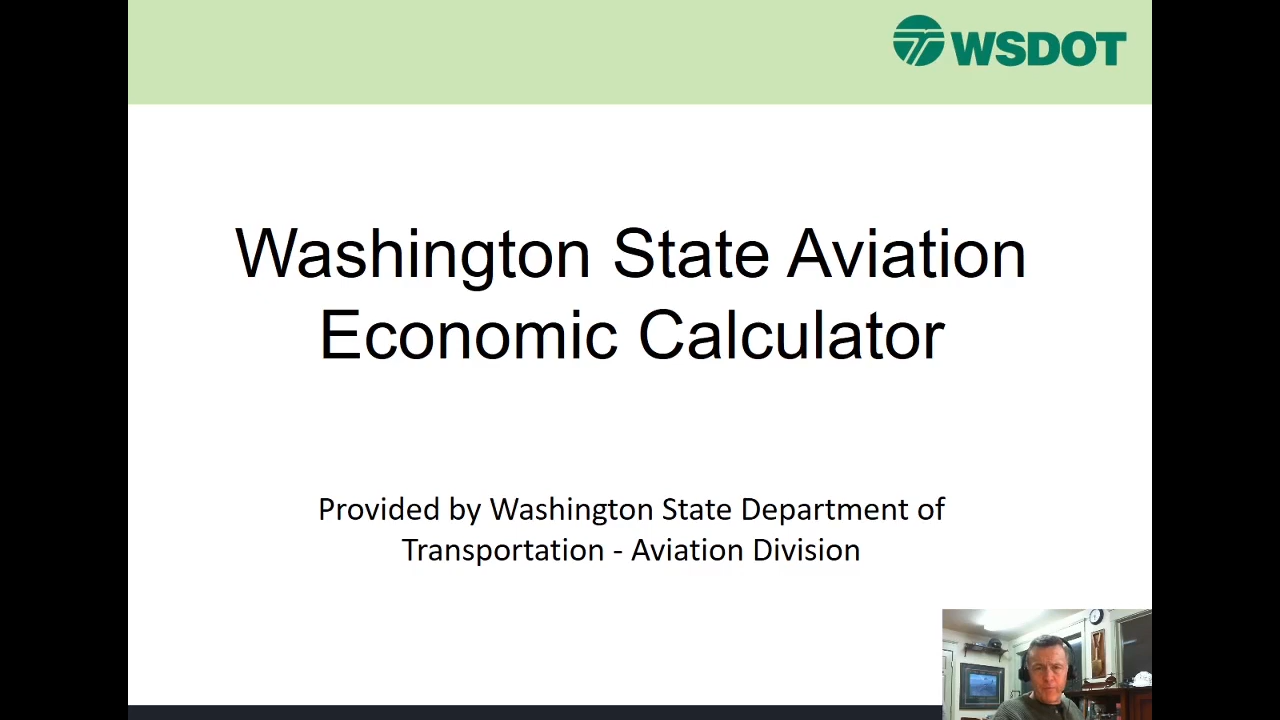 WSDOT
Washington State Aviation
Economic Calculator
Provided by Washington State Department of
Transportation - Aviation Division